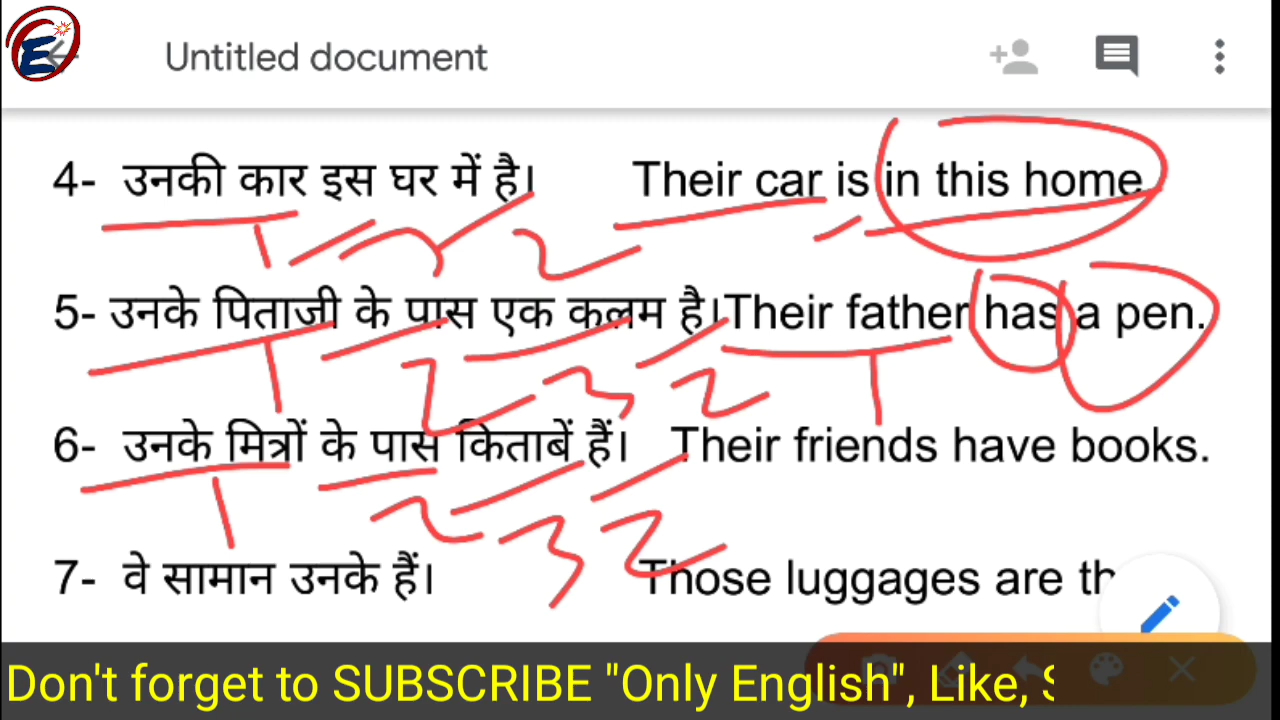 E
Untitled document
4- उनकी कार इस घर में है। Their car is in this home
5- उनके पिताजी के पास एक कलम है। Their father has a pen.
6- उनके मित्रों के पास किताबें हैं। Their friends have books.
7- वे सामान उनके हैं। Those luggages are th
Don't forget to SUBSCRIBE "Only English", Like, S